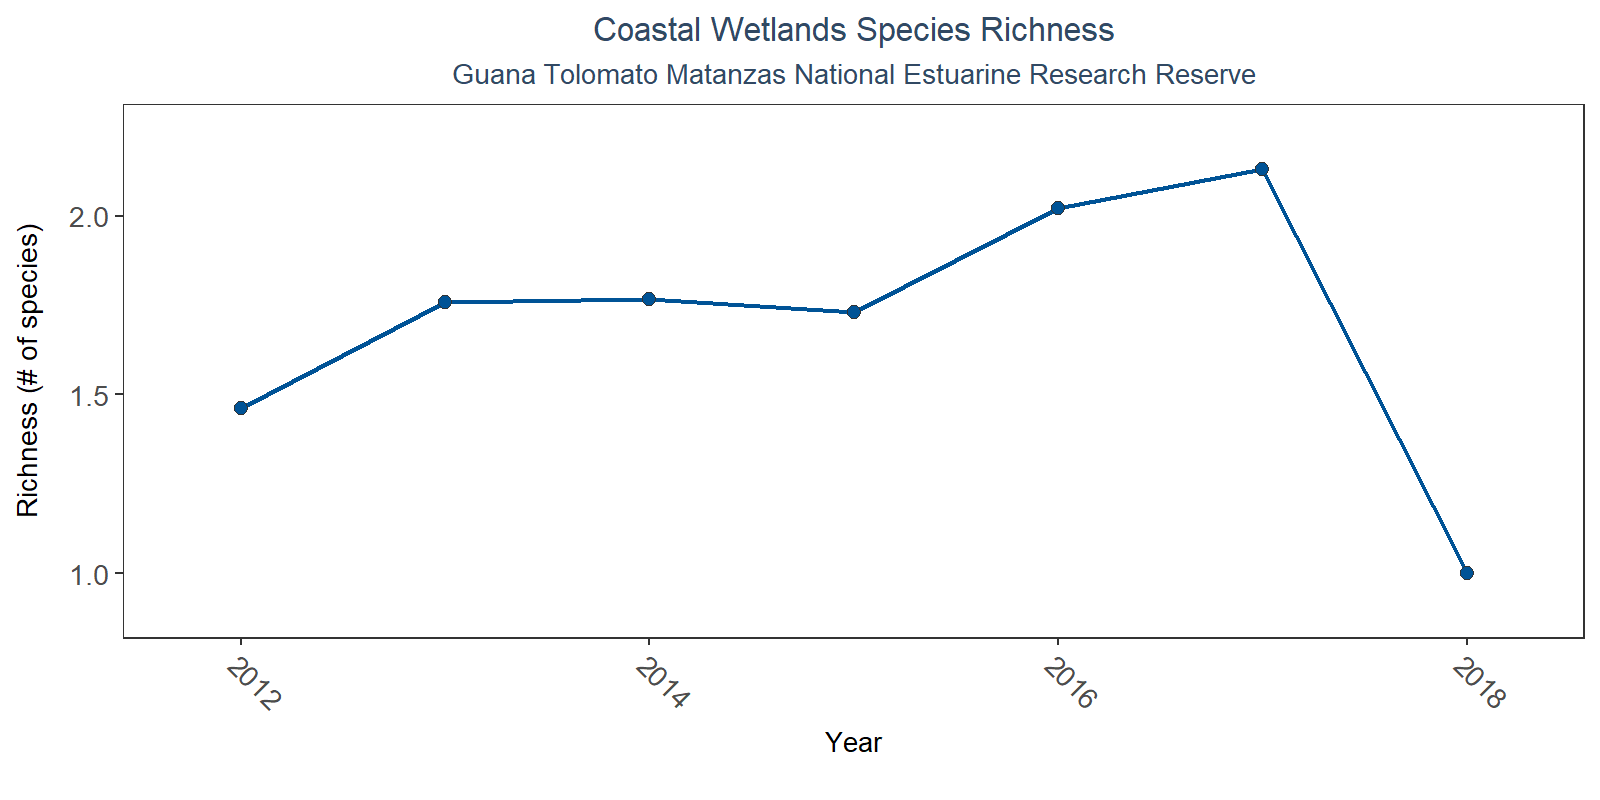 Coastal Wetlands Species Richness
Guana Tolomato Matanzas National Estuarine Research Reserve
Richness (# of species)
2.0
1.5
1.0
2012
2014
2016
2018
Year